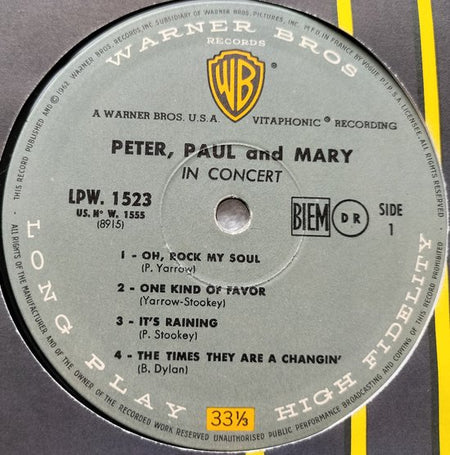 WARNER BROS
RECORDS
WB
A WARNER BROS. U.S.A. VITAPHONIC ® RECORDING
PETER, PAUL and MARY
IN CONCERT
LPW. 1523
US. N° W. 1555
(8915)
BIEM
DR
SIDE
1
1 - OH, ROCK MY SOUL
(P. Yarrow)
2 - ONE KIND OF FAVOR
(Yarrow-Stookey)
3 - IT'S RAINING
(P. Stookey)
4 - THE TIMES THEY ARE A CHANGIN'
(B. Dylan)
LONG PLAY
33 1/3
HIGH FIDELITY
THIS RECORD PUBLISHED AND © 1962 WARNER BROS. RECORDS INC. SUBSIDIARY OF WARNER BROS. PICTURES, INC. MFD. IN FRANCE BY VOGUE P.I.P. S.A. LICENSEE. ALL RIGHTS RESERVED
ALL RIGHTS OF THE MANUFACTURER AND OF THE OWNER OF THE RECORDED WORK RESERVED UNAUTHORISED PUBLIC PERFORMANCE BROADCASTING AND COPYING OF THIS RECORD PROHIBITED